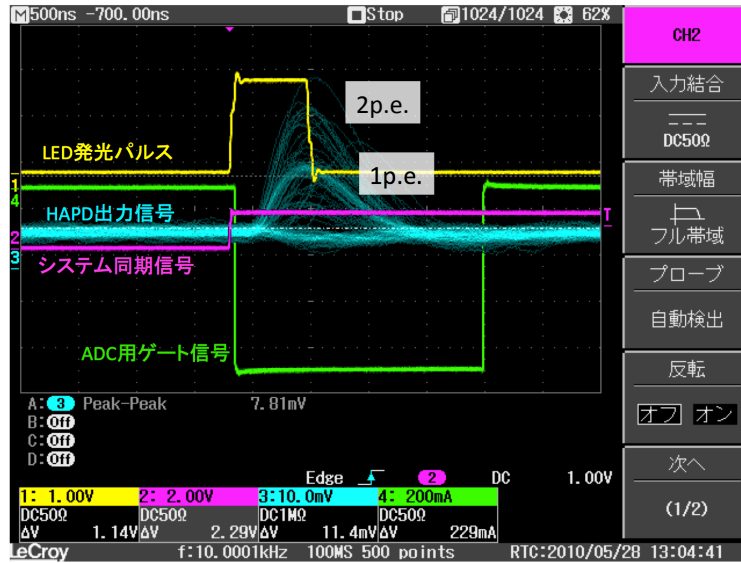 M 500ns -700.00ns Stop 1024/1024 62%
CH2
入力結合
DC50Ω
帯域幅
フル帯域
プローブ
自動検出
反転
オフ オン
次へ
(1/2)
2p.e.
LED発光パルス
1p.e.
1
4
HAPD出力信号
T
2
3
システム同期信号
ADC用ゲート信号
A: 3 Peak-Peak 7.81mV
B: Off
C: Off
D: Off
Edge 2 DC 1.00V
1: 1.00V 2: 2.00V 3:10.0mV 4: 200mA
DC50Ω DC50Ω DC1MΩ DC50Ω
ΔV 1.14V ΔV 2.29V ΔV 11.4mV ΔV 229mA
LeCroy f:10.0001kHz 100MS 500 points RTC:2010/05/28 13:04:41